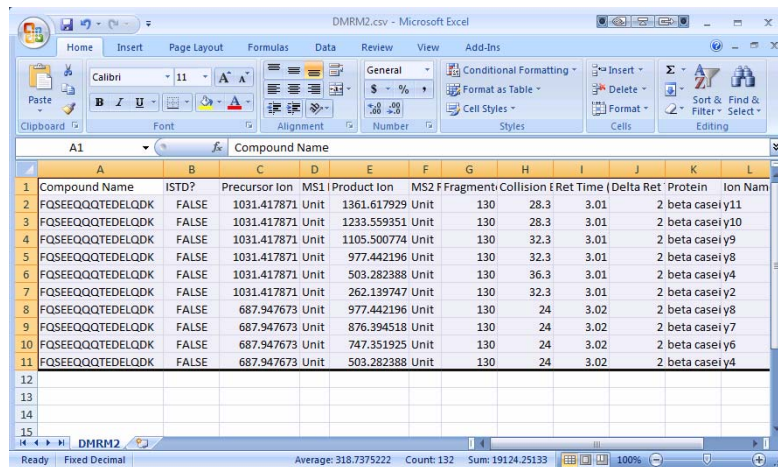 DMRM2.csv - Microsoft Excel
Home Insert Page Layout Formulas Data Review View Add-Ins
Paste
Calibri 11
General
Conditional Formatting
Format as Table
Cell Styles
Insert
Delete
Format
Sort & Filter
Find & Select
Clipboard Font Alignment Number Styles Cells Editing
A1 fx Compound Name
A B C D E F G H I J K L
1 Compound Name ISTD? Precursor Ion MS1 Product Ion MS2 F Fragment Collision E Ret Time ( Delta Ret Protein Ion Nam
2 FQSEEQQQTEDELQDK FALSE 1031.417871 Unit 1361.617929 Unit 130 28.3 3.01 2 beta casei y11
3 FQSEEQQQTEDELQDK FALSE 1031.417871 Unit 1233.559351 Unit 130 28.3 3.01 2 beta casei y10
4 FQSEEQQQTEDELQDK FALSE 1031.417871 Unit 1105.500774 Unit 130 32.3 3.01 2 beta casei y9
5 FQSEEQQQTEDELQDK FALSE 1031.417871 Unit 977.442196 Unit 130 32.3 3.01 2 beta casei y8
6 FQSEEQQQTEDELQDK FALSE 1031.417871 Unit 503.282388 Unit 130 36.3 3.01 2 beta casei y4
7 FQSEEQQQTEDELQDK FALSE 1031.417871 Unit 262.139747 Unit 130 32.3 3.01 2 beta casei y2
8 FQSEEQQQTEDELQDK FALSE 687.947673 Unit 977.442196 Unit 130 24 3.02 2 beta casei y8
9 FQSEEQQQTEDELQDK FALSE 687.947673 Unit 876.394518 Unit 130 24 3.02 2 beta casei y7
10 FQSEEQQQTEDELQDK FALSE 687.947673 Unit 747.351925 Unit 130 24 3.02 2 beta casei y6
11 FQSEEQQQTEDELQDK FALSE 687.947673 Unit 503.282388 Unit 130 24 3.02 2 beta casei y4
12
13
14
15
DMRM2
Ready Fixed Decimal Average: 318.7375222 Count: 132 Sum: 19124.25133 100%